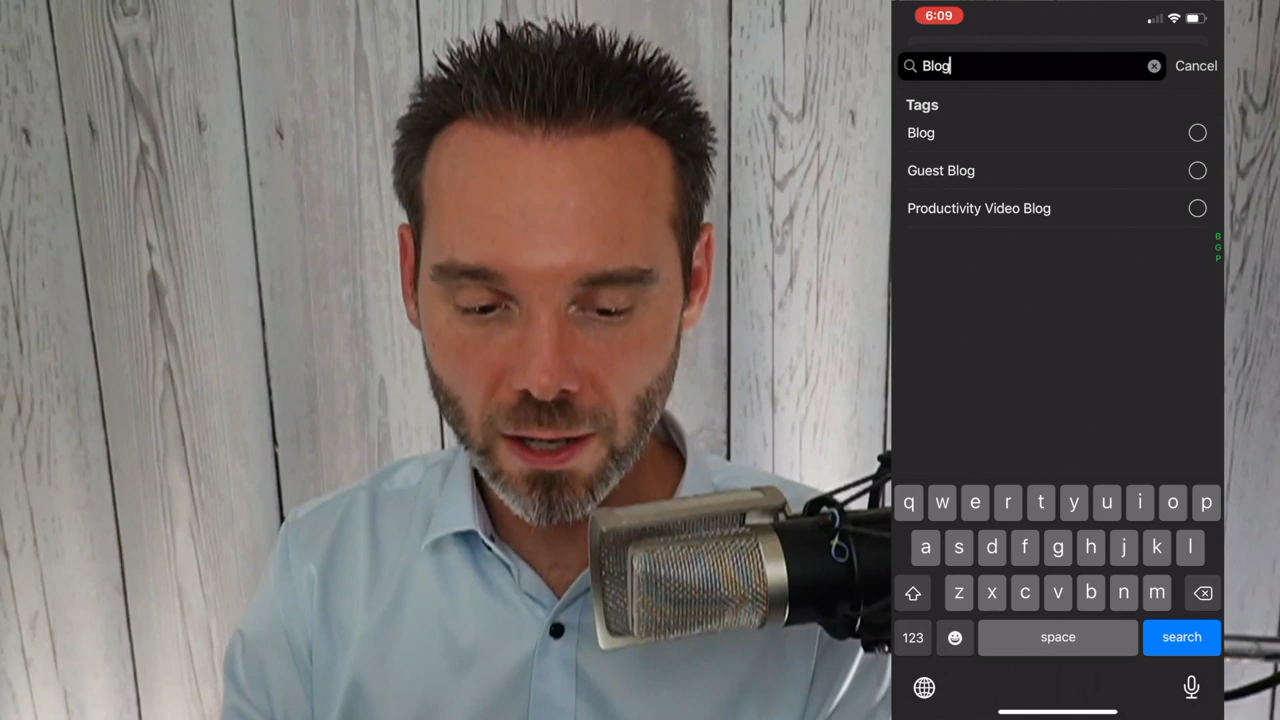 6:09
Blog
Cancel
Tags
Blog
Guest Blog
Productivity Video Blog
B
G
P
q w e r t y u i o p
a s d f g h j k l
z x c v b n m
123
space
search